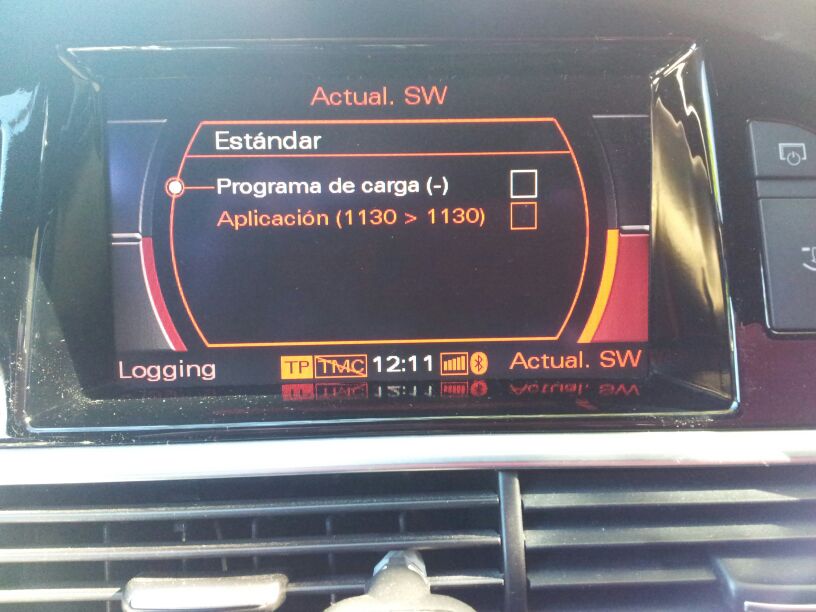 Actual. SW
Estándar
Programa de carga (-)
Aplicación (1130 > 1130)
Logging TP TMC 12:11 Actual. SW